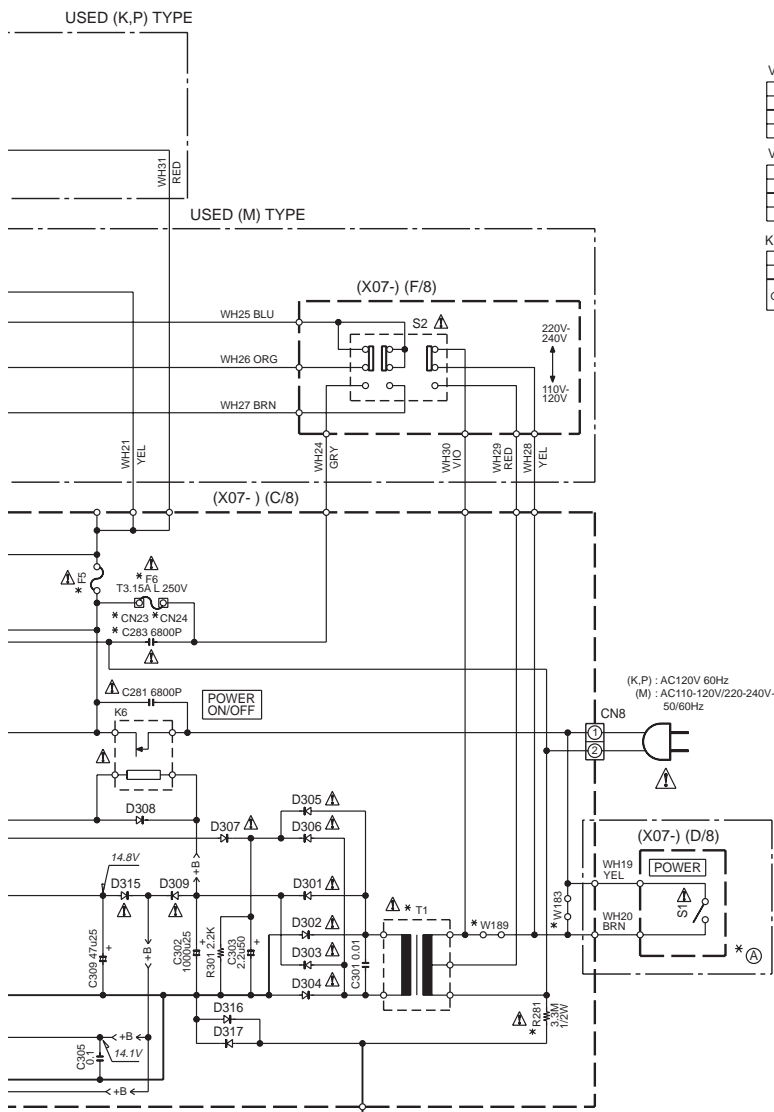 USED (K,P) TYPE
V
V
K
C
WH31
RED
USED (M) TYPE
(X07-) (F/8)
WH25 BLU
S2
220V-
240V
WH26 ORG
110V-
120V
WH27 BRN
WH21
YEL
WH24
GRY
WH30
VIO
WH29
RED
WH28
YEL
(X07- ) (C/8)
* F5
* F6
T3.15A L 250V
* CN23 * CN24
* C283 6800P
C281 6800P
POWER
ON/OFF
K6
(K,P) : AC120V 60Hz
(M) : AC110-120V/220-240V-
50/60Hz
CN8
1
2
D308
D307
D305
D306
(X07-) (D/8)
WH19
YEL
POWER
S1
14.8V
D315
D309
+B
D301
* T1
* W189
* W183
WH20
BRN
* A
D302
D303
D304
C309 47u25
+B
C302
1000u25
R301 2.2K
C303
2.2u50
C301 0.01
D316
D317
* R281
3.3M
1/2W
C305
0.1
+B
14.1V
+B